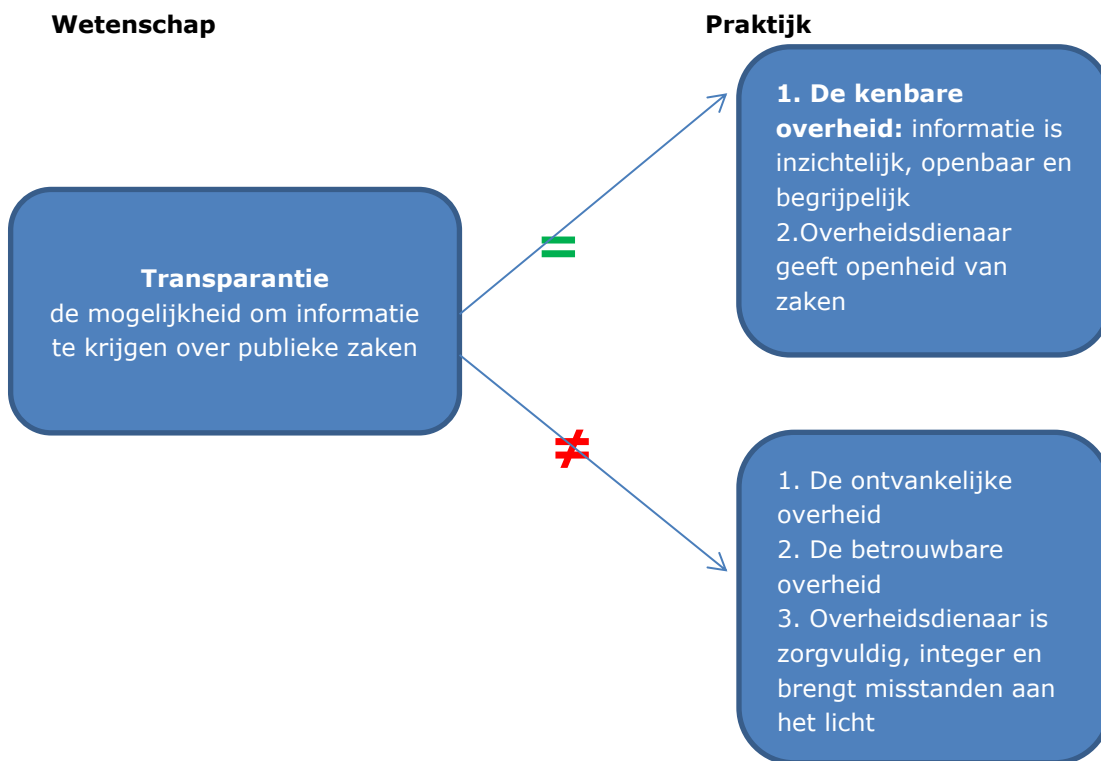 Wetenschap
Praktijk
1. De kenbare
overheid: informatie is
inzichtelijk, openbaar en
begrijpelijk
2.Overheidsdienaar
geeft openheid van
zaken
Transparantie
de mogelijkheid om informatie
te krijgen over publieke zaken
=
≠
1. De ontvankelijke
overheid
2. De betrouwbare
overheid
3. Overheidsdienaar is
zorgvuldig, integer en
brengt misstanden aan
het licht